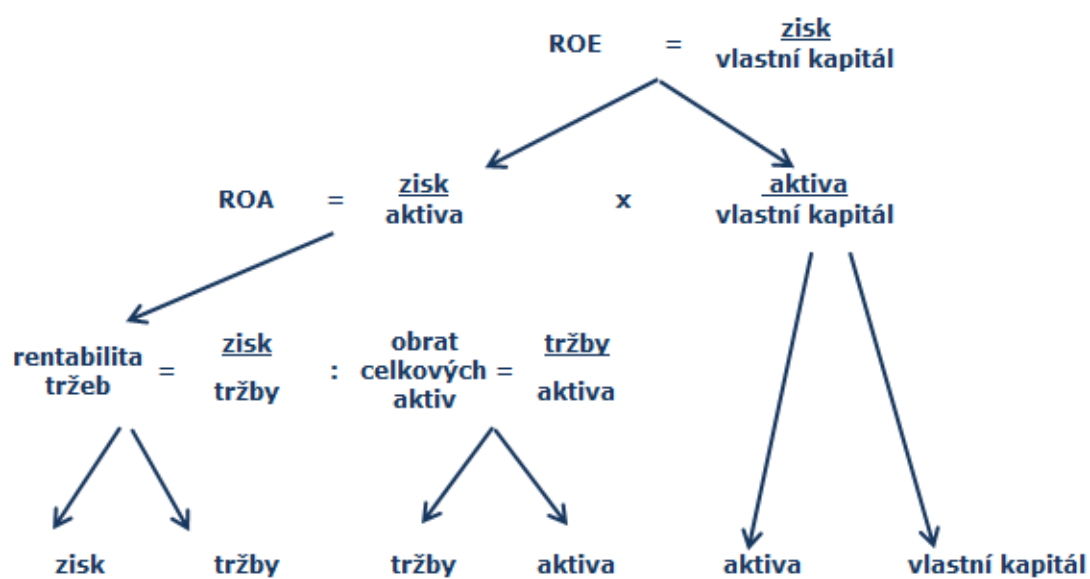 ROE = zisk
vlastní kapitál
ROA = zisk
aktiva
x
aktiva
vlastní kapitál
rentabilita
tržeb
=
zisk
tržby
:
obrat
celkových =
aktiv
tržby
aktiva
zisk tržby tržby aktiva aktiva vlastní kapitál